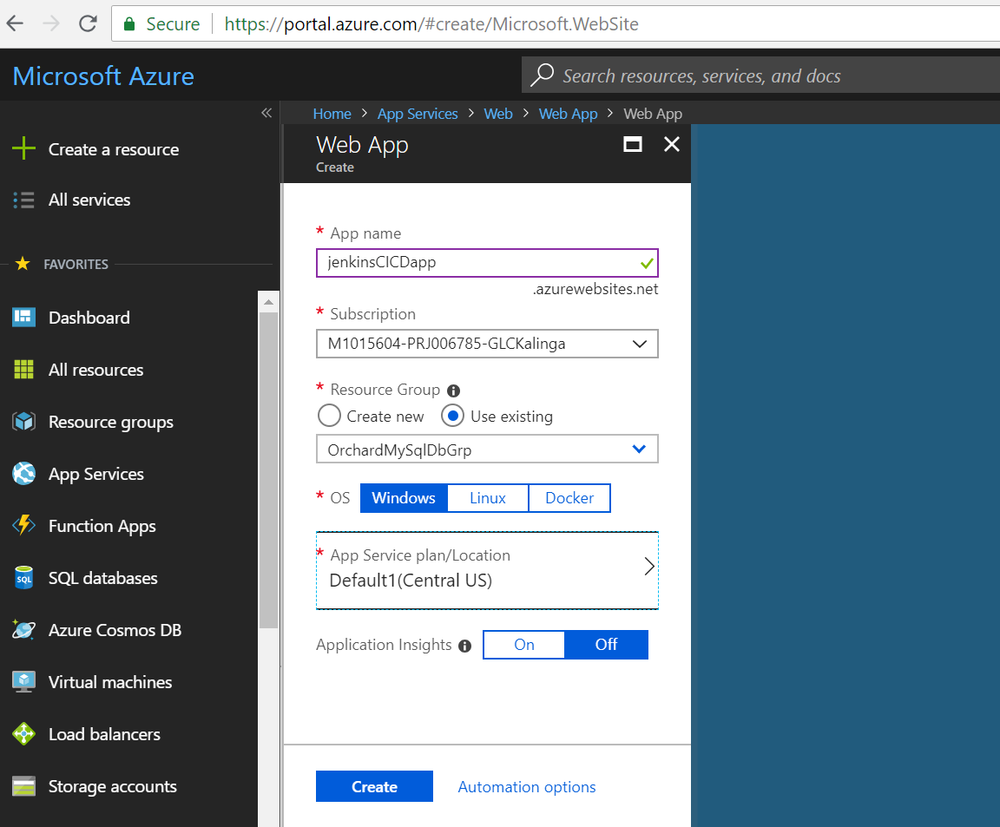 Secure https://portal.azure.com/#create/Microsoft.WebSite
Microsoft Azure
Search resources, services, and docs
Home > App Services > Web > Web App > Web App
Create a resource
All services
FAVORITES
Dashboard
All resources
Resource groups
App Services
Function Apps
SQL
SQL databases
Azure Cosmos DB
Virtual machines
Load balancers
Storage accounts
Web App
Create
* App name
jenkinsCICDapp
.azurewebsites.net
* Subscription
M1015604-PRJ006785-GLCKalinga
* Resource Group
Create new Use existing
OrchardMySqlDbGrp
* OS Windows Linux Docker
* App Service plan/Location
Default1(Central US)
Application Insights On Off
Create Automation options